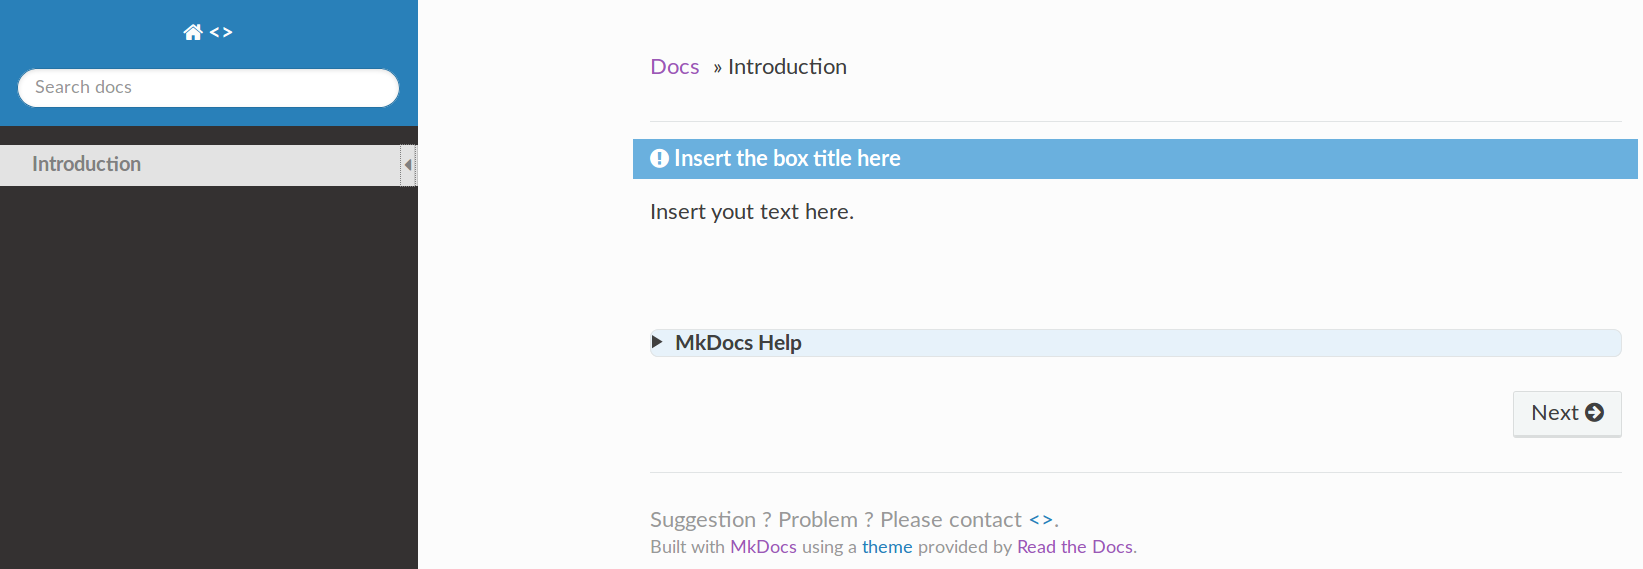 <>
Search docs
Introduction
Docs » Introduction
Insert the box title here
Insert yout text here.
MkDocs Help
Next
Suggestion ? Problem ? Please contact <>.
Built with MkDocs using a theme provided by Read the Docs.